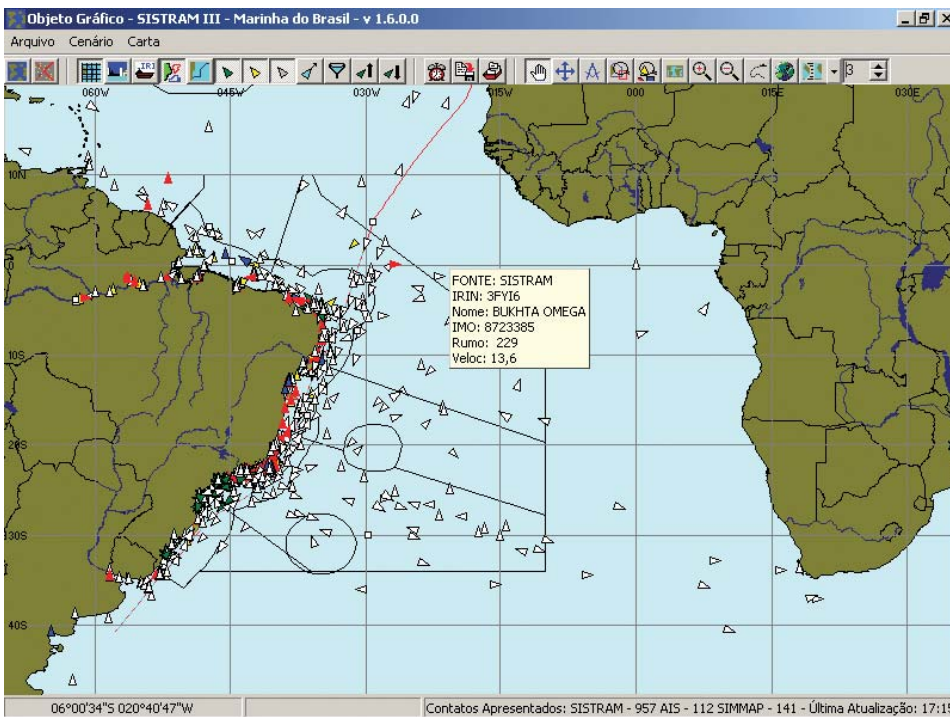 Objeto Gráfico - SISTRAM III - Marinha do Brasil - v 1.6.0.0
Arquivo Cenário Carta
IRI
3
060W 045W 030W 015W 000 015E 030E
10N
0
10S
20S
30S
40S
FONTE: SISTRAM
IRIN: 3FYI6
Nome: BUKHTA OMEGA
IMO: 8723385
Rumo: 229
Veloc: 13,6
06°00'34"S 020°40'47"W
Contatos Apresentados: SISTRAM - 957 AIS - 112 SIMMAP - 141 - Última Atualização: 17:1